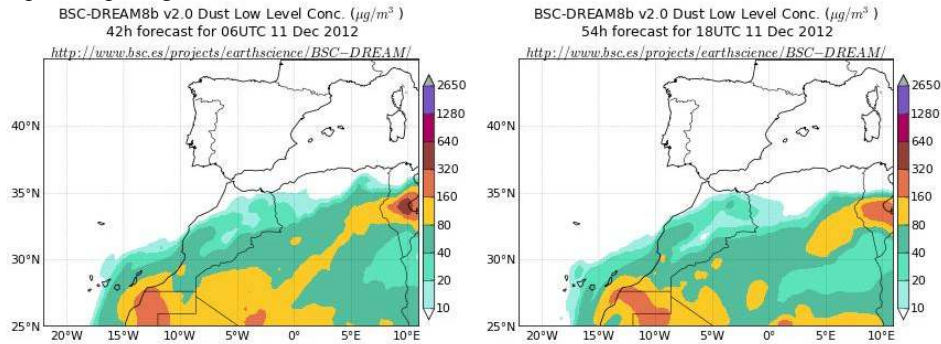 BSC-DREAM8b v2.0 Dust Low Level Conc. (μg/m³ )
42h forecast for 06UTC 11 Dec 2012
http://www.bsc.es/projects/earthscience/BSC−DREAM/
40°N
35°N
30°N
25°N
20°W
15°W
10°W
5°W
0°
5°E
10°E
2650
1280
640
320
160
80
40
20
10
BSC-DREAM8b v2.0 Dust Low Level Conc. (μg/m³ )
54h forecast for 18UTC 11 Dec 2012
http://www.bsc.es/projects/earthscience/BSC−DREAM/
40°N
35°N
30°N
25°N
20°W
15°W
10°W
5°W
0°
5°E
10°E
2650
1280
640
320
160
80
40
20
10